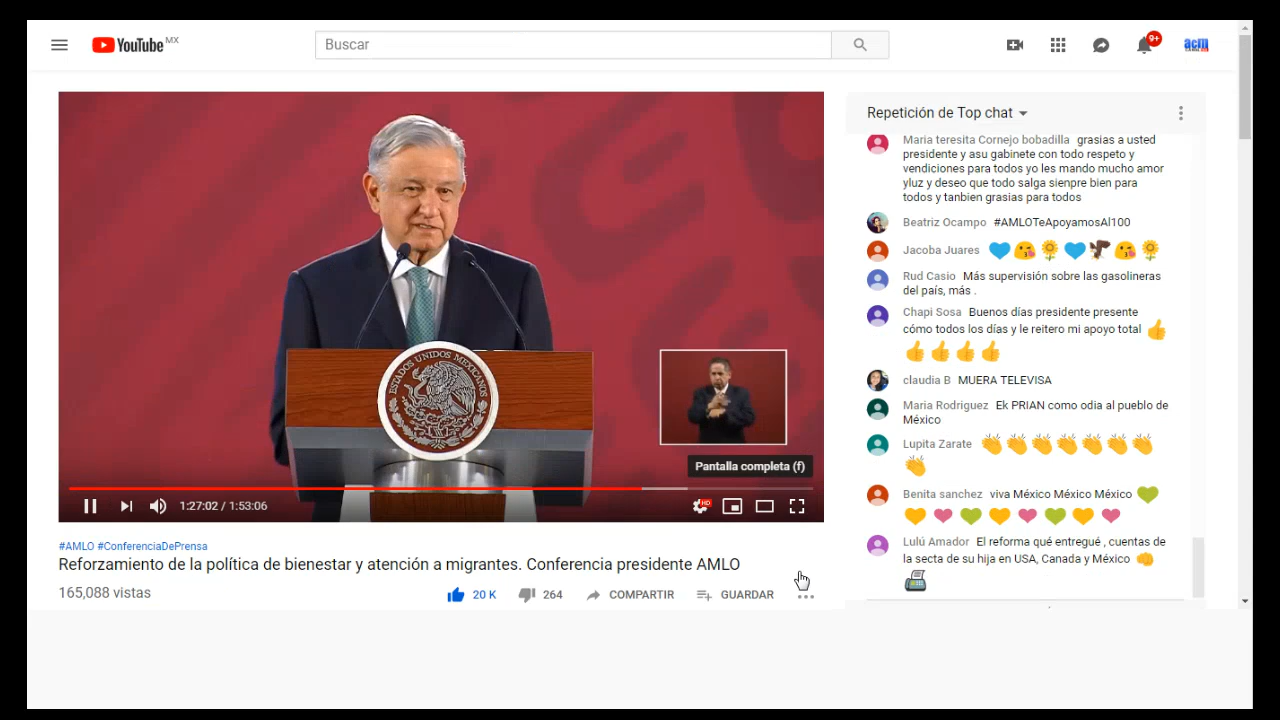 YouTube MX
Buscar
9+
acm
Repetición de Top chat
Maria teresita Cornejo bobadilla grasias a usted
presidente y asu gabinete con todo respeto y
vendiciones para todos yo les mando mucho amor
yluz y deseo que todo salga sienpre bien para
todos y tanbien grasias para todos
Beatriz Ocampo #AMLOTeApoyamosAl100
Jacoba Juares 💙😘🌻💙🦅😘🌻
Rud Casio Más supervisión sobre las gasolineras
del país, más .
Chapi Sosa Buenos días presidente presente
cómo todos los días y le reitero mi apoyo total 👍
👍👍👍👍
claudia B MUERA TELEVISA
Maria Rodriguez Ek PRIAN como odia al pueblo de
México
Lupita Zarate 👏👏👏👏👏👏👏
👏
Benita sanchez viva México México México 💚
💛💗💚💛💗💚💛💗
Lulú Amador El reforma qué entregué , cuentas de
la secta de su hija en USA, Canada y México 👊
📠
ESTADOS UNIDOS MEXICANOS
Pantalla completa (f)
1:27:02 / 1:53:06
HD
#AMLO #ConferenciaDePrensa
Reforzamiento de la política de bienestar y atención a migrantes. Conferencia presidente AMLO
165,088 vistas
20 K
264
COMPARTIR
GUARDAR